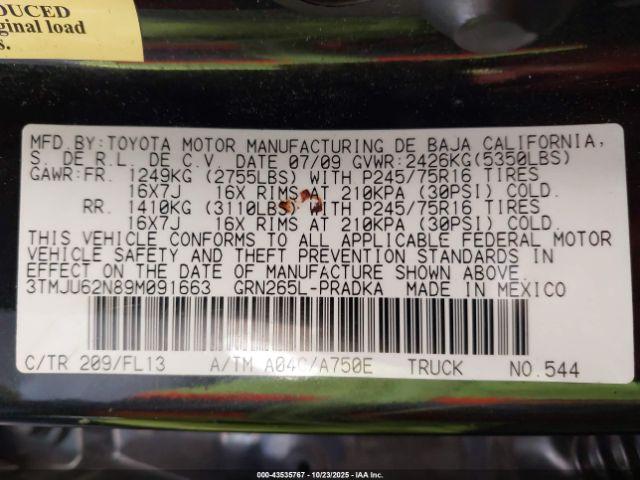 DUCED
ginal load
s.
MFD.BY:TOYOTA MOTOR MANUFACTURING DE BAJA CALIFORNIA,
S. DE R.L. DE C.V. DATE 07/09 GVWR:2426KG(5350LBS)
GAWR:FR. 1249KG (2755LBS) WITH P245/75R16 TIRES
16X7J 16X RIMS AT 210KPA (30PSI) COLD.
RR. 1410KG (3110LBS) WITH P245/75R16 TIRES
16X7J 16X RIMS AT 210KPA (30PSI) COLD.
THIS VEHICLE CONFORMS TO ALL APPLICABLE FEDERAL MOTOR
VEHICLE SAFETY AND THEFT PREVENTION STANDARDS IN
EFFECT ON THE DATE OF MANUFACTURE SHOWN ABOVE.
3TMJU62N89M091663 GRN265L-PRADKA MADE IN MEXICO
C/TR 209/FL13 A/TM A04C/A750E TRUCK NO.544
000-43535767 - 10/23/2025 - IAAI Inc.